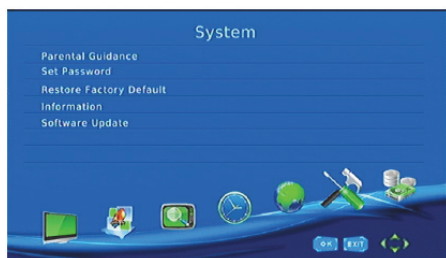 System
Parental Guidance
Set Password
Restore Factory Default
Information
Software Update
OK EXIT